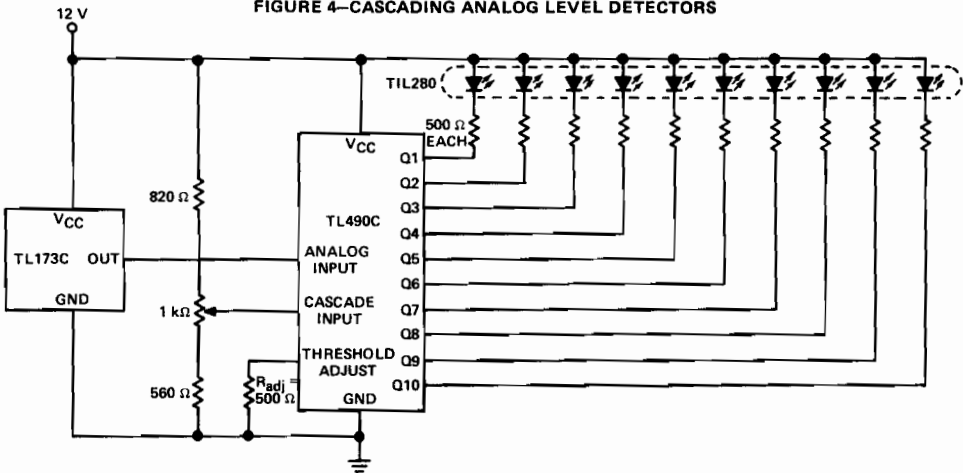 FIGURE 4—CASCADING ANALOG LEVEL DETECTORS
12 V
TIL280
500 Ω
EACH
VCC
Q1
Q2
820 Ω
Q3
VCC
TL490C
Q4
TL173C OUT
ANALOG
INPUT
Q5
Q6
GND
1 kΩ
CASCADE
INPUT
Q7
Q8
THRESHOLD
ADJUST
Q9
560 Ω
Radj =
500 Ω
GND
Q10